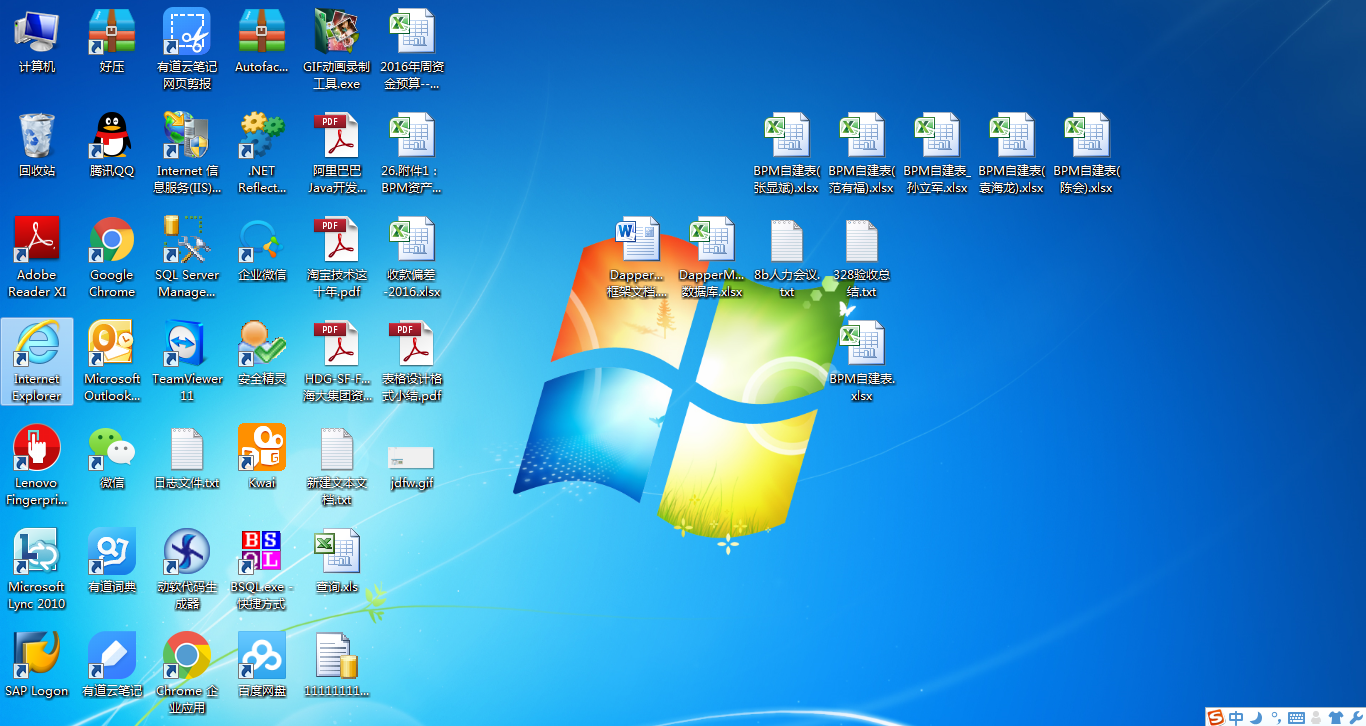 计算机
好压
有道云笔记
网页剪报
Autofac...
GIF动画录制
工具.exe
2016年周资
金预算--...
回收站
腾讯QQ
Internet 信
息服务(IIS)...
.NET
Reflect...
PDF
阿里巴巴
Java开发...
26.附件1：
BPM资产...
BPM自建表(
张显斌).xlsx
BPM自建表(
范有福).xlsx
BPM自建表_
孙立军.xlsx
BPM自建表(
袁海龙).xlsx
BPM自建表(
陈会).xlsx
Adobe
Reader XI
Google
Chrome
SQL Server
Manage...
企业微信
PDF
淘宝技术这
十年.pdf
收款偏差
-2016.xlsx
Dapper...
框架文档....
DapperM...
数据库.xlsx
8b人力会议.
txt
328验收总
结.txt
Internet
Explorer
Microsoft
Outlook...
TeamViewer
11
安全精灵
PDF
HDG-SF-F...
海大集团资...
PDF
表格设计格
式小结.pdf
BPM自建表.
xlsx
Lenovo
Fingerpri...
微信
日志文件.txt
Kwai
新建文本文
档.txt
jdfw.gif
Microsoft
Lync 2010
有道词典
动软代码生
成器
BSQL
BSQL.exe -
快捷方式
查询.xls
SAP Logon
有道云笔记
Chrome 企
业应用
百度网盘
11111111...
中